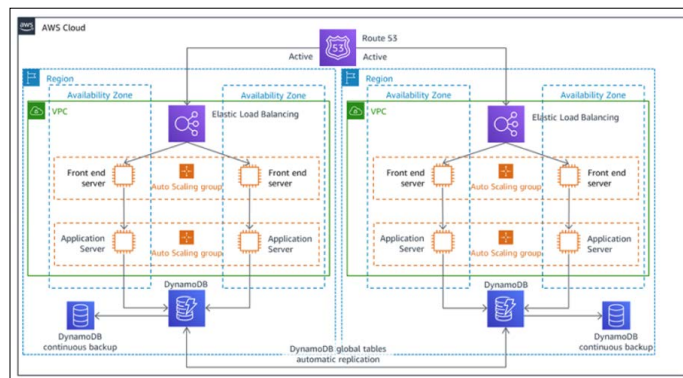 aws
AWS Cloud
Route 53
53
Active
Active
Region
Availability Zone
Availability Zone
VPC
Elastic Load Balancing
Front end
server
Auto Scaling group
Front end
server
Application
Server
Auto Scaling group
Application
Server
DynamoDB
DynamoDB
continuous backup
Region
Availability Zone
Availability Zone
VPC
Elastic Load Balancing
Front end
server
Auto Scaling group
Front end
server
Application
Server
Auto Scaling group
Application
Server
DynamoDB
DynamoDB
continuous backup
DynamoDB global tables
automatic replication